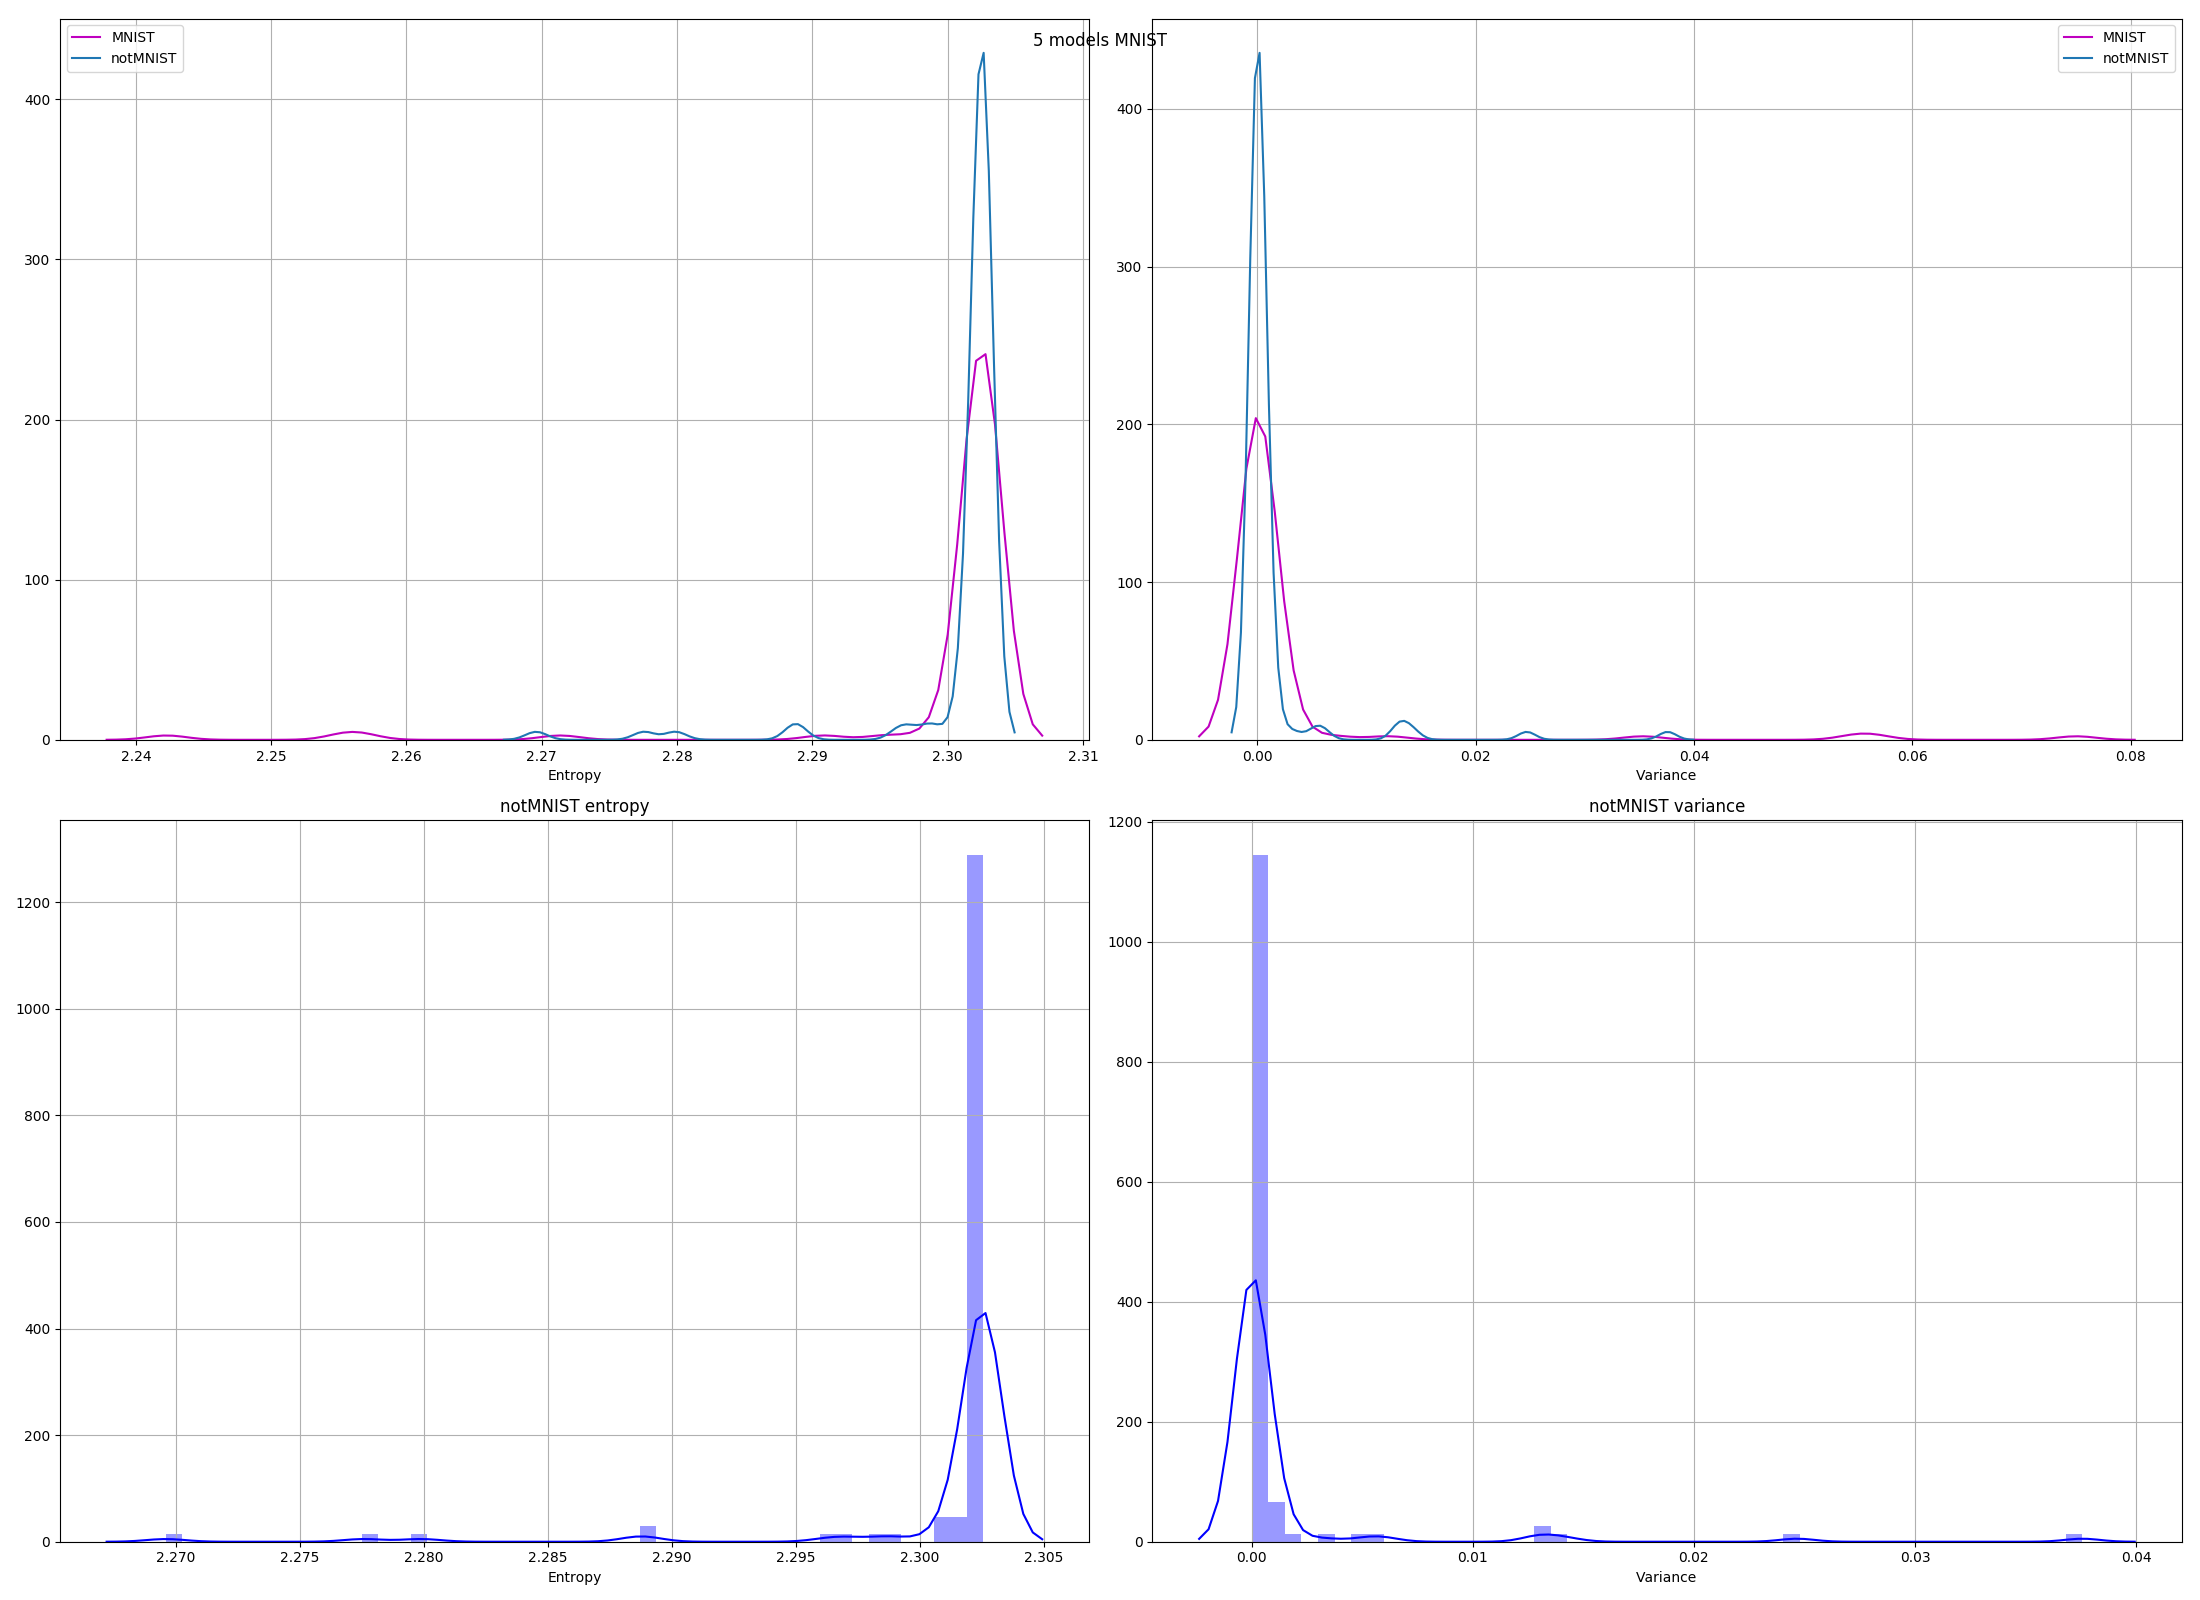 5 models MNIST
MNIST
notMNIST
400
300
200
100
0
2.24 2.25 2.26 2.27 2.28 2.29 2.30 2.31
Entropy
MNIST
notMNIST
400
300
200
100
0
0.00 0.02 0.04 0.06 0.08
Variance
notMNIST entropy
1200
1000
800
600
400
200
0
2.270 2.275 2.280 2.285 2.290 2.295 2.300 2.305
Entropy
notMNIST variance
1200
1000
800
600
400
200
0
0.00 0.01 0.02 0.03 0.04
Variance